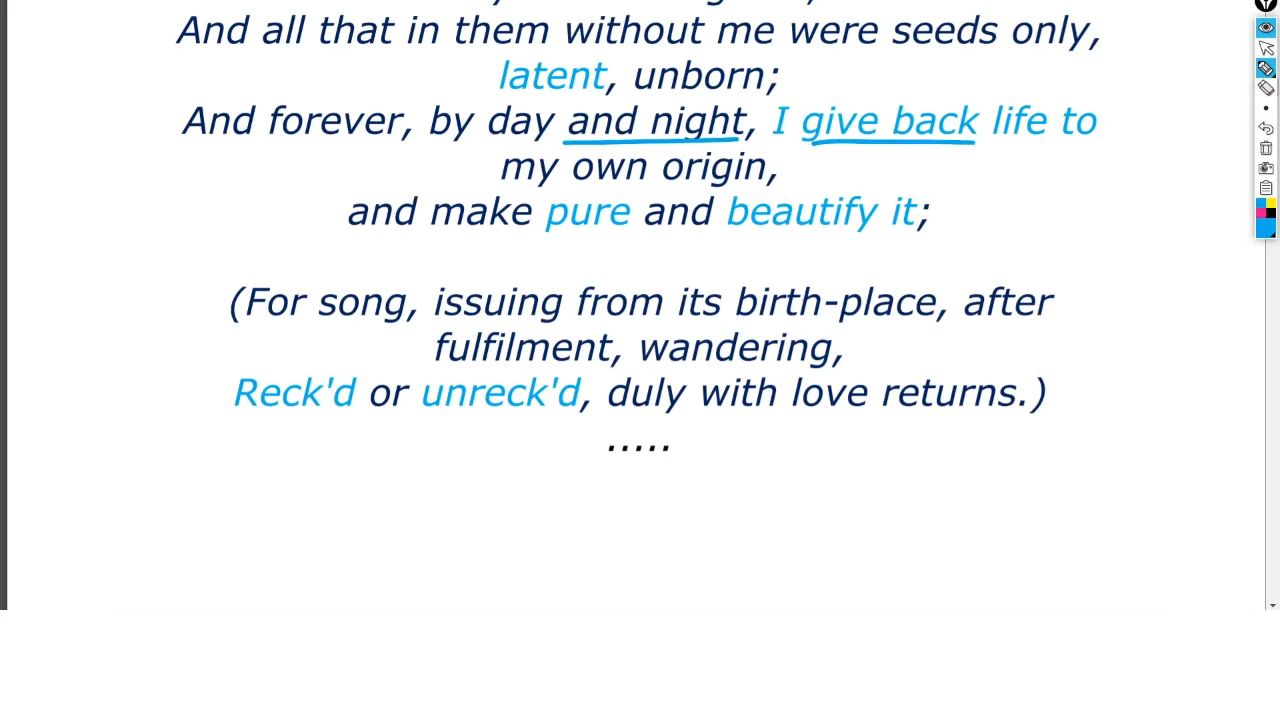 And all that in them without me were seeds only,
latent, unborn;
And forever, by day and night, I give back life to
my own origin,
and make pure and beautify it;
(For song, issuing from its birth-place, after
fulfilment, wandering,
Reck'd or unreck'd, duly with love returns.)
.....